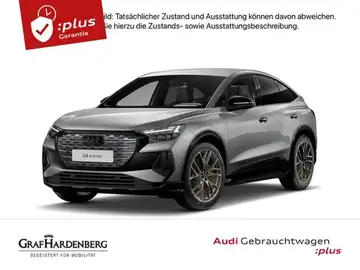 :plus
Garantie
bild: Tatsächlicher Zustand und Ausstattung können davon abweichen.
Sie hierzu die Zustands- sowie Ausstattungsbeschreibung.
Q4 e-tron
GRAF HARDENBERG
BEGEISTERT FÜR MOBILITÄT
Audi Gebrauchtwagen
:plus